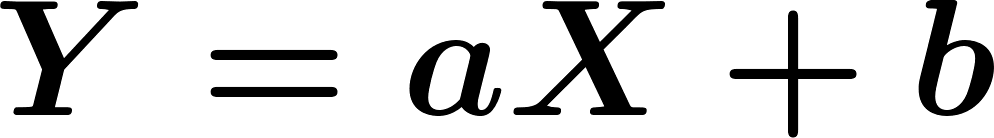 Y = aX + b